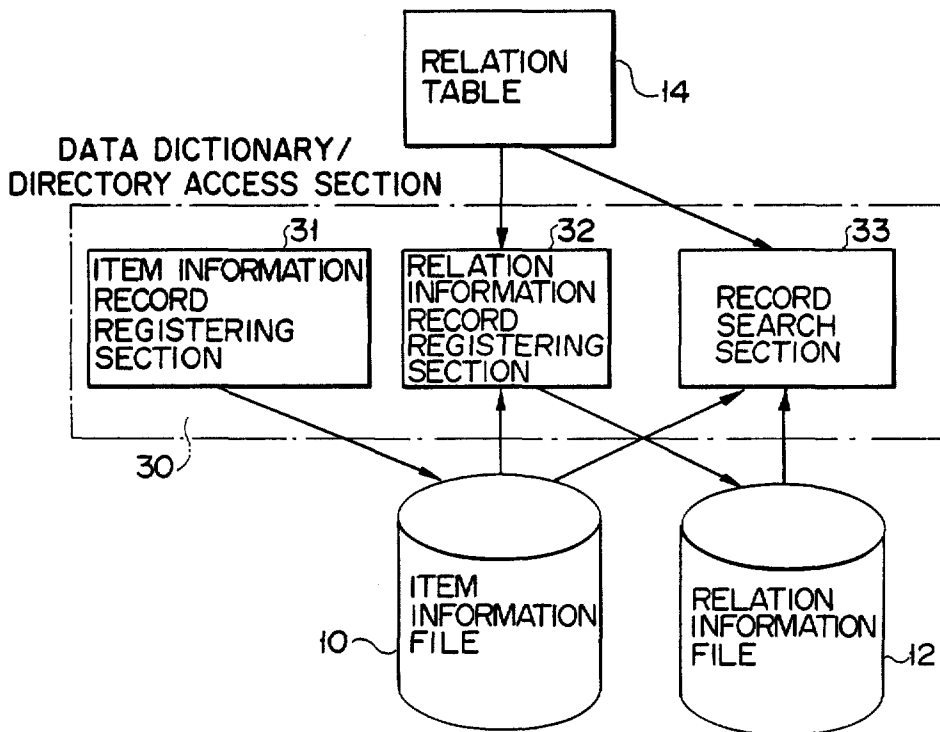 RELATION
TABLE
14
DATA DICTIONARY/
DIRECTORY ACCESS SECTION
31
ITEM INFORMATION
RECORD
REGISTERING
SECTION
32
RELATION
INFORMATION
RECORD
REGISTERING
SECTION
33
RECORD
SEARCH
SECTION
30
ITEM
INFORMATION
FILE
10
RELATION
INFORMATION
FILE
12